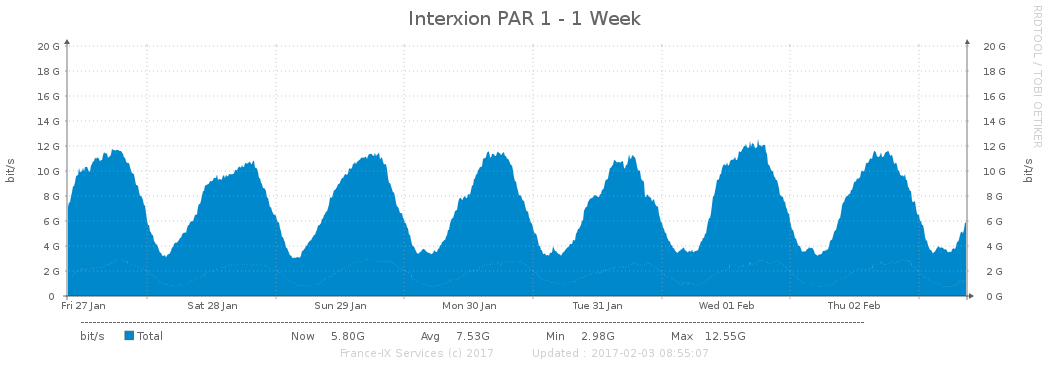 Interxion PAR 1 - 1 Week
RRDTOOL / TOBI OETIKER
bit/s
20 G
18 G
16 G
14 G
12 G
10 G
8 G
6 G
4 G
2 G
0
20 G
18 G
16 G
14 G
12 G
10 G
8 G
6 G
4 G
2 G
0 G
bit/s
Fri 27 Jan Sat 28 Jan Sun 29 Jan Mon 30 Jan Tue 31 Jan Wed 01 Feb Thu 02 Feb
bit/s Total Now 5.80G Avg 7.53G Min 2.98G Max 12.55G
France-IX Services (c) 2017 Updated : 2017-02-03 08:55:07